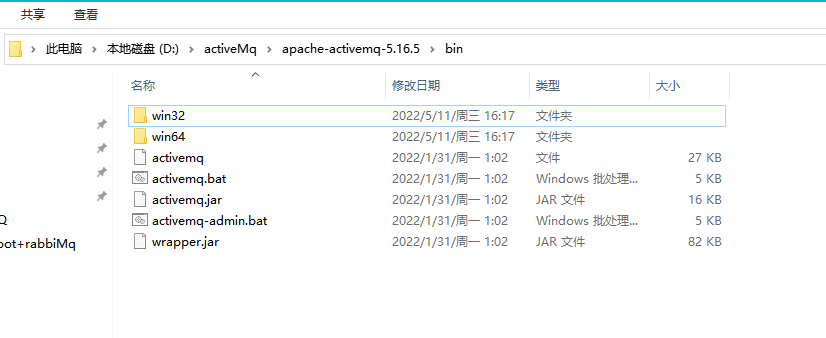 共享 查看
此电脑 本地磁盘 (D:) activeMq apache-activemq-5.16.5 bin
名称 修改日期 类型 大小
win32 2022/5/11/周三 16:17 文件夹
win64 2022/5/11/周三 16:17 文件夹
activemq 2022/1/31/周一 1:02 文件 27 KB
activemq.bat 2022/1/31/周一 1:02 Windows 批处理... 5 KB
activemq.jar 2022/1/31/周一 1:02 JAR 文件 16 KB
activemq-admin.bat 2022/1/31/周一 1:02 Windows 批处理... 5 KB
Q
oot+rabbiMq
wrapper.jar 2022/1/31/周一 1:02 JAR 文件 82 KB